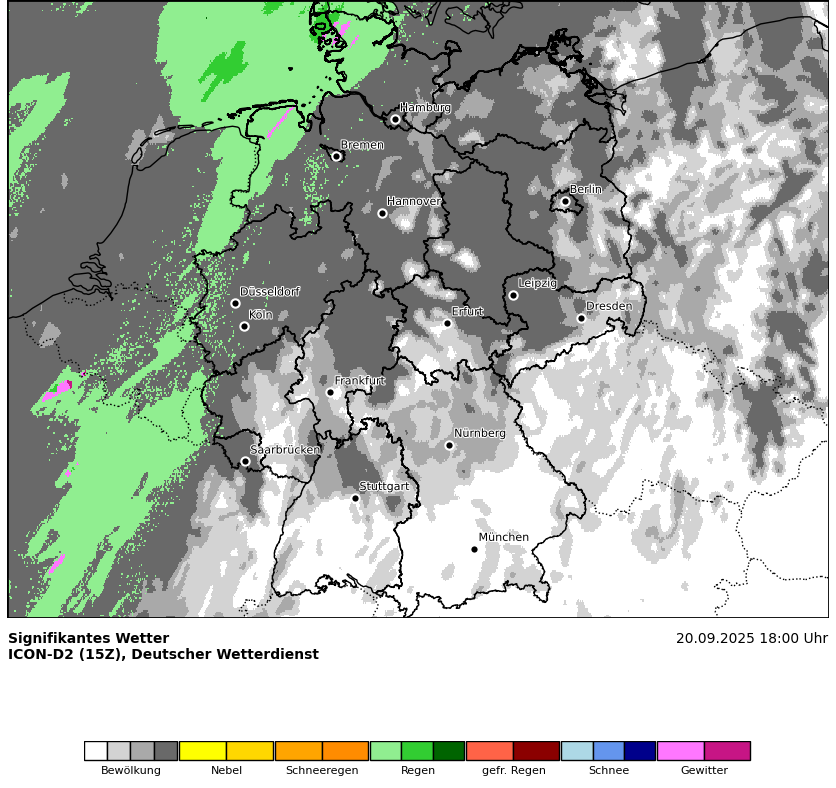 Hamburg
Bremen
Berlin
Hannover
Leipzig
Düsseldorf
Dresden
Köln
Erfurt
Frankfurt
Nürnberg
Saarbrücken
Stuttgart
München
Signifikantes Wetter
20.09.2025 18:00 Uhr
ICON-D2 (15Z), Deutscher Wetterdienst
Bewölkung Nebel Schneeregen Regen gefr. Regen Schnee Gewitter